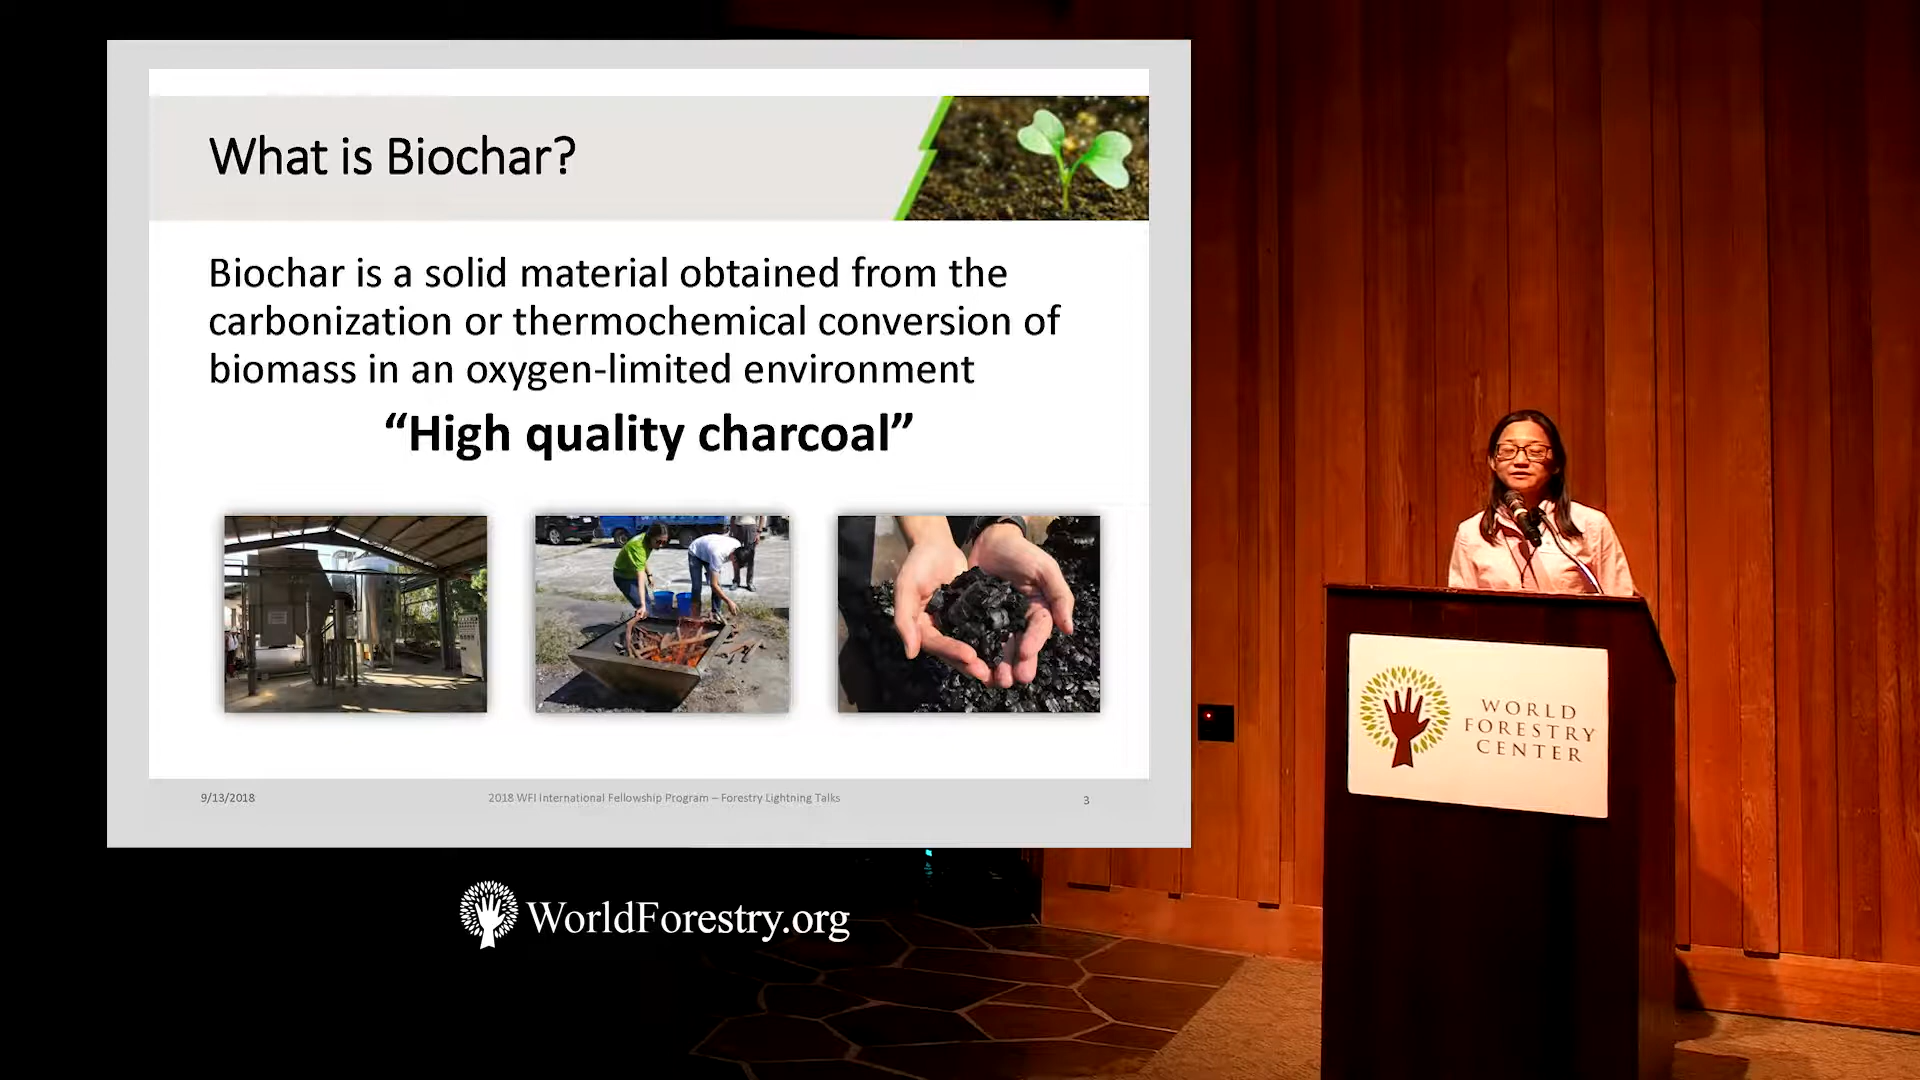 What is Biochar?
Biochar is a solid material obtained from the
carbonization or thermochemical conversion of
biomass in an oxygen-limited environment
“High quality charcoal”
9/13/2018
2018 WFI International Fellowship Program – Forestry Lightning Talks
3
WorldForestry.org
WORLD
FORESTRY
CENTER